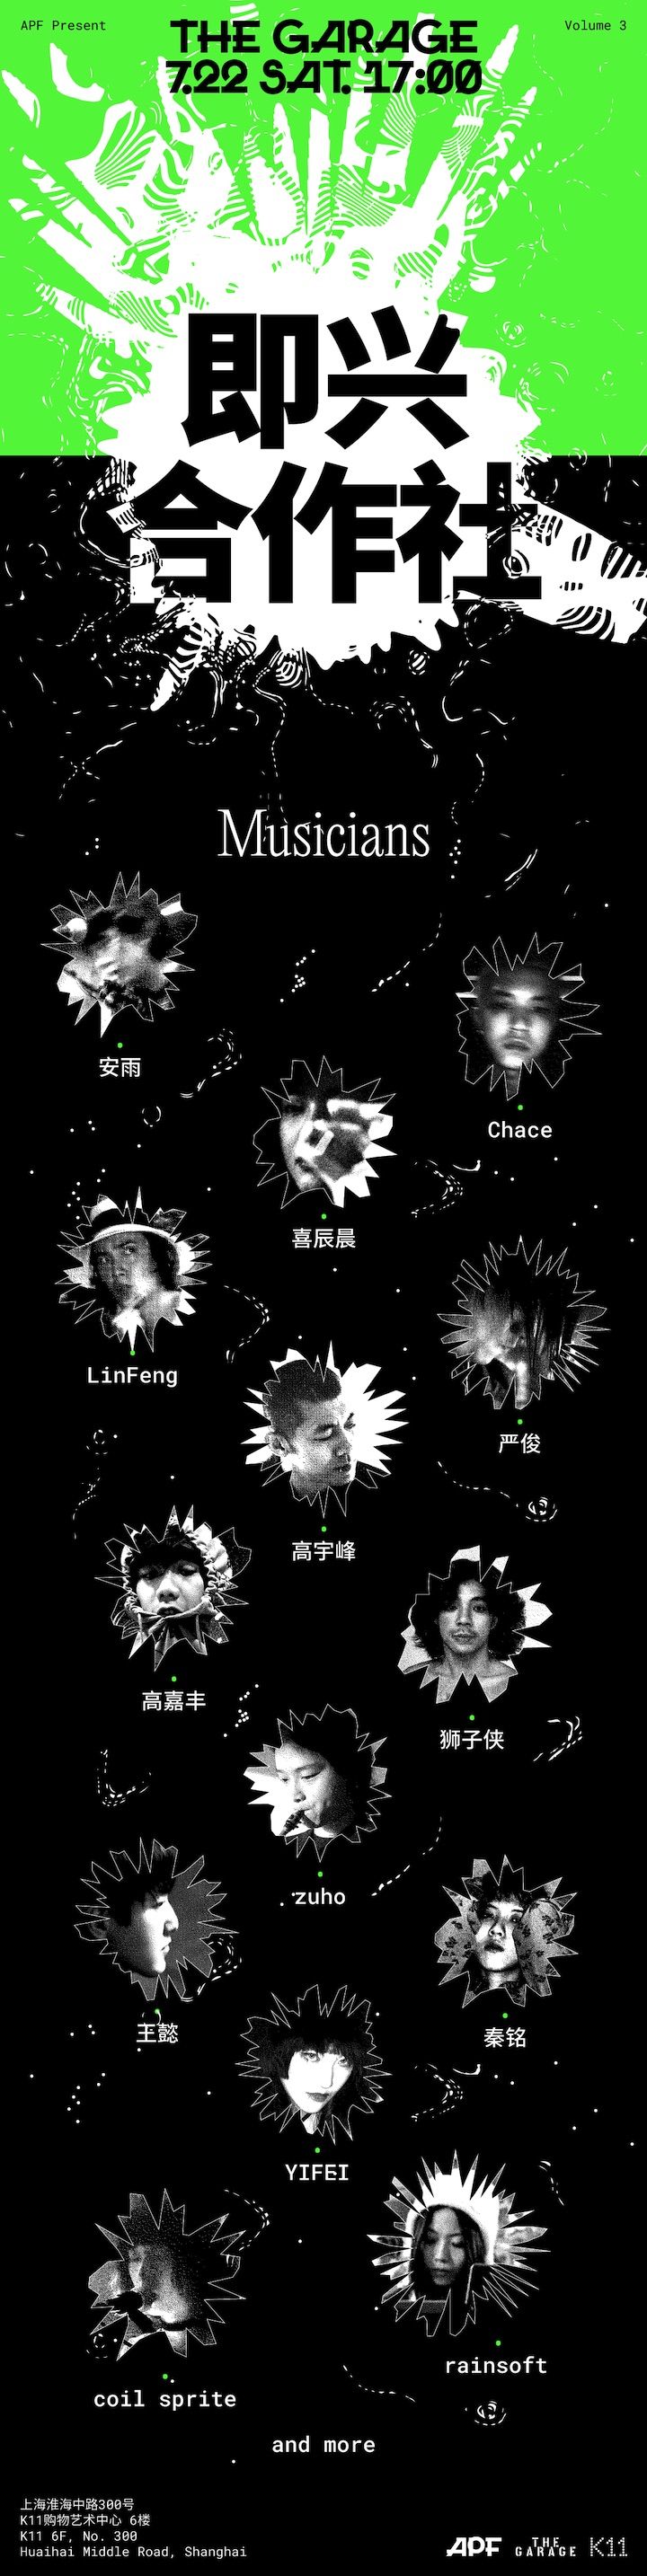 APF Present
THE GARAGE
Volume 3
7.22 SAT. 17:00
即兴
合作社
Musicians
安雨
Chace
喜辰晨
LinFeng
严俊
高宇峰
高嘉丰
狮子侠
zuho
王懿
秦铭
YIFEI
rainsoft
coil sprite
and more
上海淮海中路300号
K11购物艺术中心 6楼
K11 6F, No. 300
Huaihai Middle Road, Shanghai
APF
THE
GARAGE
K11